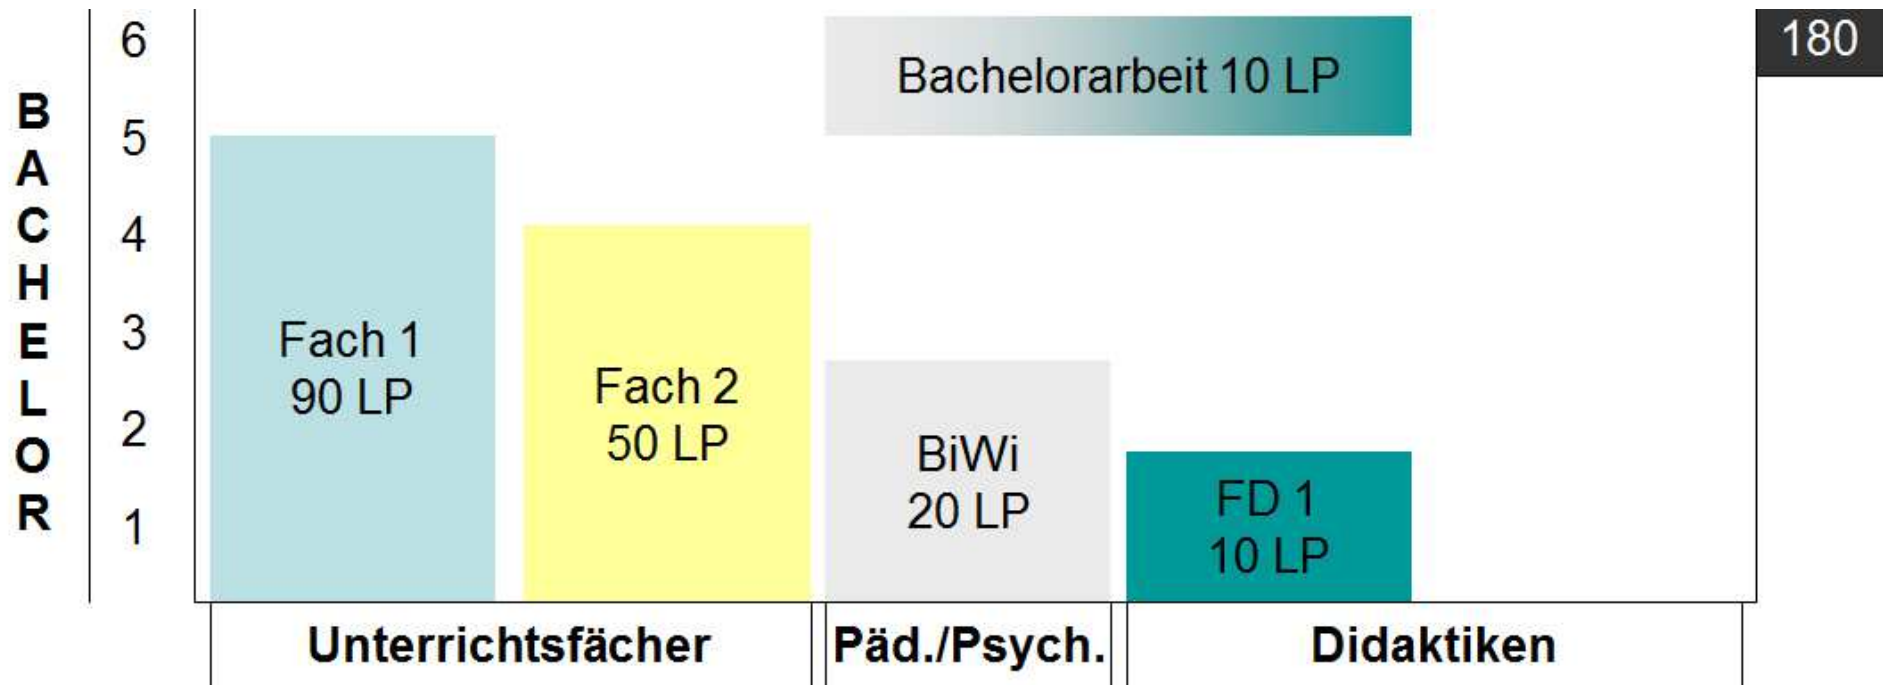 BACHELOR
6
5
4
3
2
1
180
Bachelorarbeit 10 LP
Fach 1
90 LP
Fach 2
50 LP
BiWi
20 LP
FD 1
10 LP
Unterrichtsfächer
Päd./Psych.
Didaktiken